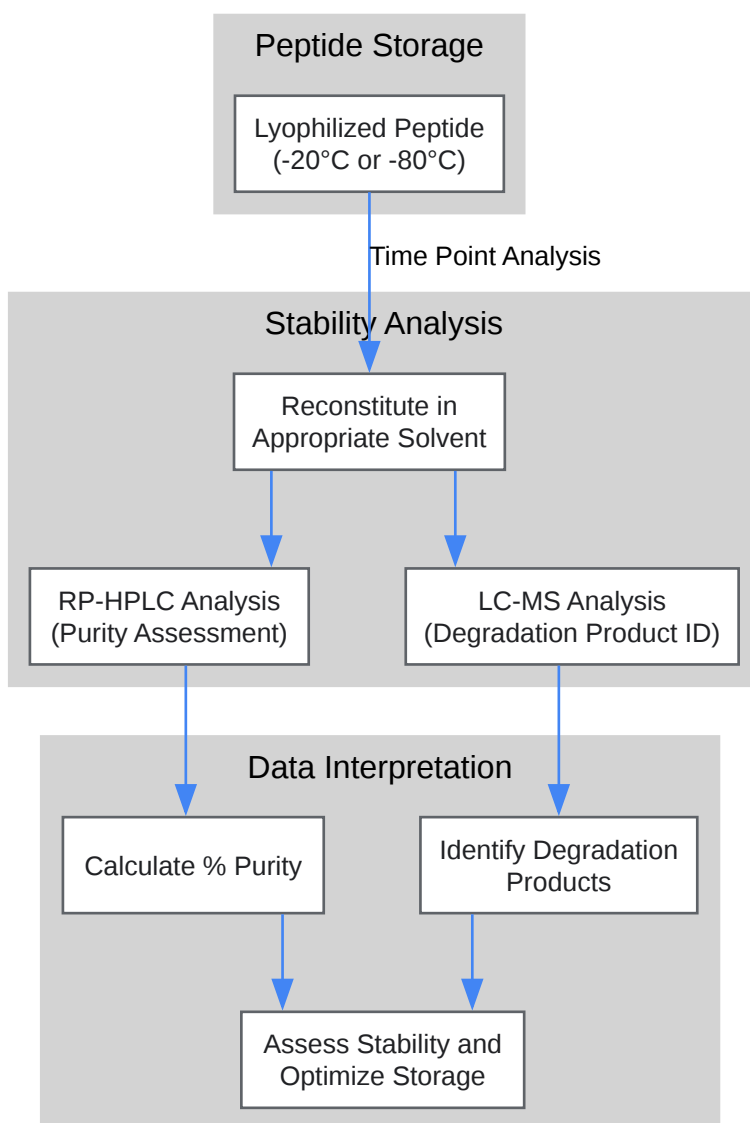 Peptide Storage
Lyophilized Peptide
(-20°C or -80°C)
Time Point Analysis
Stability Analysis
Reconstitute in
Appropriate Solvent
RP-HPLC Analysis
(Purity Assessment)
LC-MS Analysis
(Degradation Product ID)
Data Interpretation
Calculate % Purity
Identify Degradation
Products
Assess Stability and
Optimize Storage